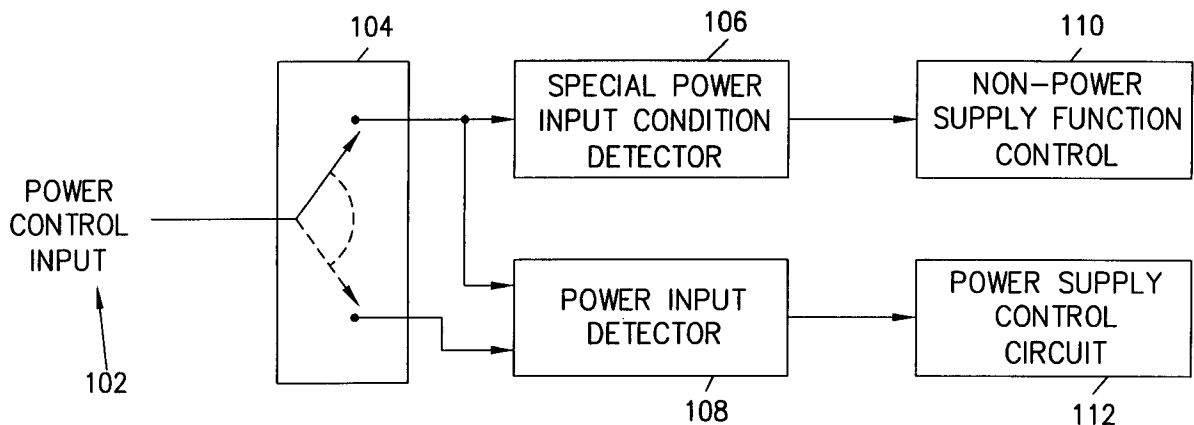 104
106
110
SPECIAL POWER
INPUT CONDITION
DETECTOR
NON-POWER
SUPPLY FUNCTION
CONTROL
POWER
CONTROL
INPUT
102
POWER INPUT
DETECTOR
108
POWER SUPPLY
CONTROL
CIRCUIT
112